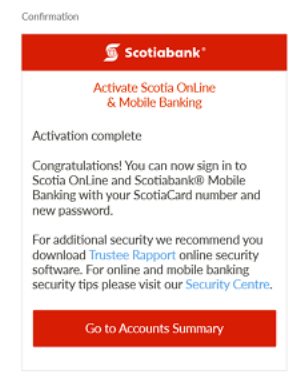 Confirmation
Scotiabank®
Activate Scotia OnLine
& Mobile Banking
Activation complete
Congratulations! You can now sign in to
Scotia OnLine and Scotiabank® Mobile
Banking with your ScotiaCard number and
new password.
For additional security we recommend you
download Trustee Rapport online security
software. For online and mobile banking
security tips please visit our Security Centre.
Go to Accounts Summary